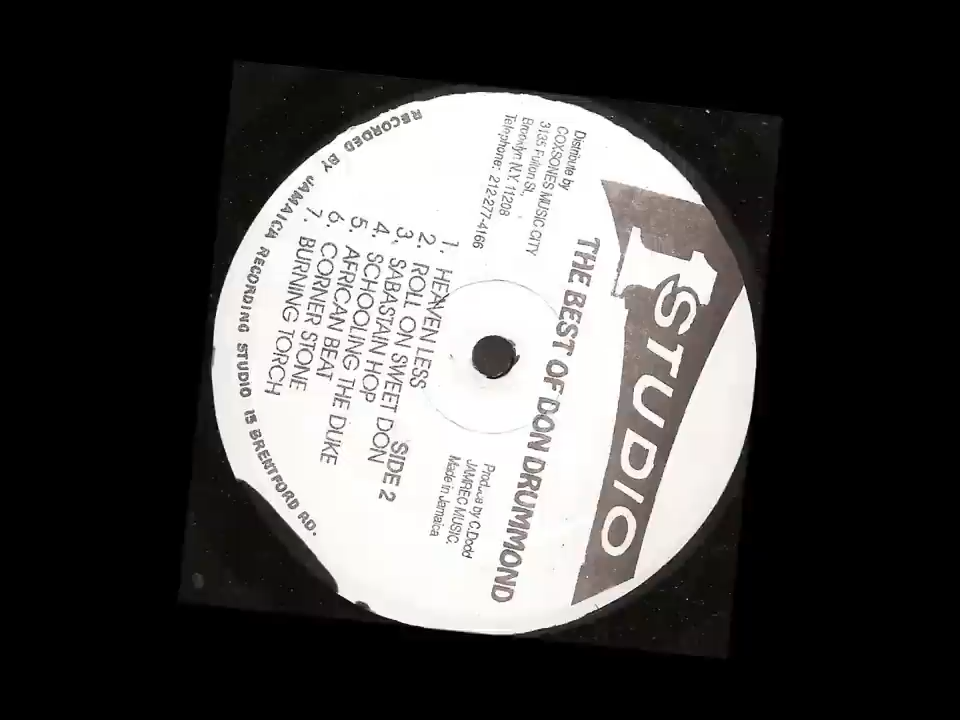 1 STUDIO
THE BEST OF DON DRUMMOND
Distribute by
COXSONES MUSIC CITY
3135 Fulton St.
Brooklyn N.Y. 11208
Telephone: 212-277-4166
Produce by C.Dodd
JAMREC MUSIC.
Made in Jamaica
SIDE 2
1. HEAVEN LESS
2. ROLL ON SWEET DON
3. SABASTAIN HOP
4. SCHOOLING THE DUKE
5. AFRICAN BEAT
6. CORNER STONE
7. BURNING TORCH
RECORDED BY JAMAICA RECORDING STUDIO 13 BRENTFORD RD.